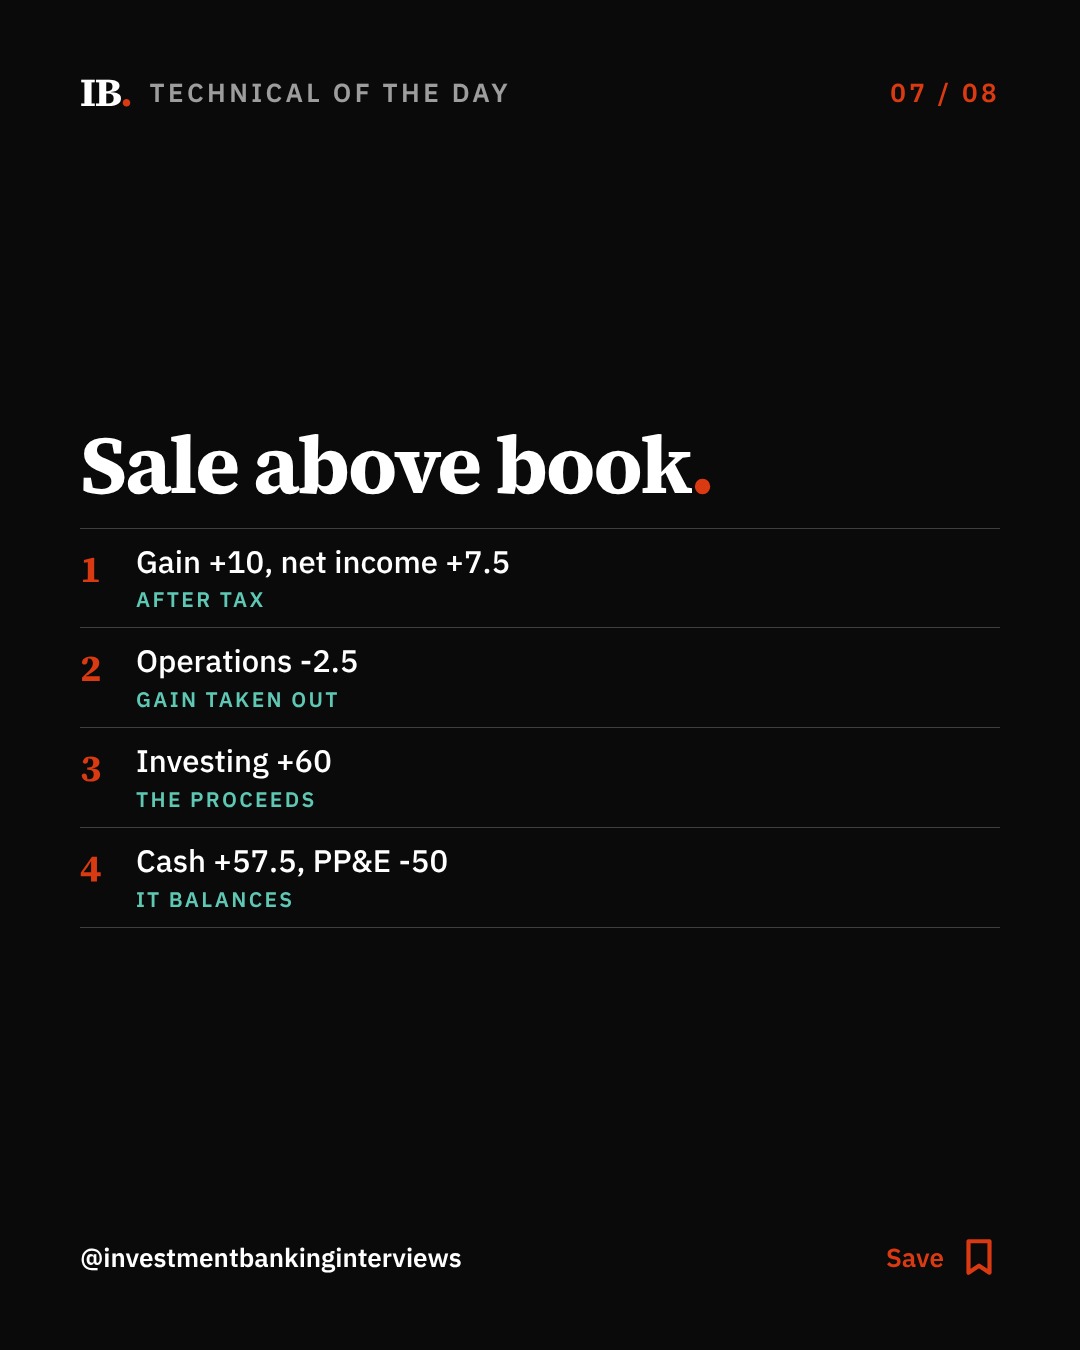 IB. TECHNICAL OF THE DAY
07 / 08
Sale above book.
1 Gain +10, net income +7.5
AFTER TAX
2 Operations -2.5
GAIN TAKEN OUT
3 Investing +60
THE PROCEEDS
4 Cash +57.5, PP&E -50
IT BALANCES
@investmentbankinginterviews
Save